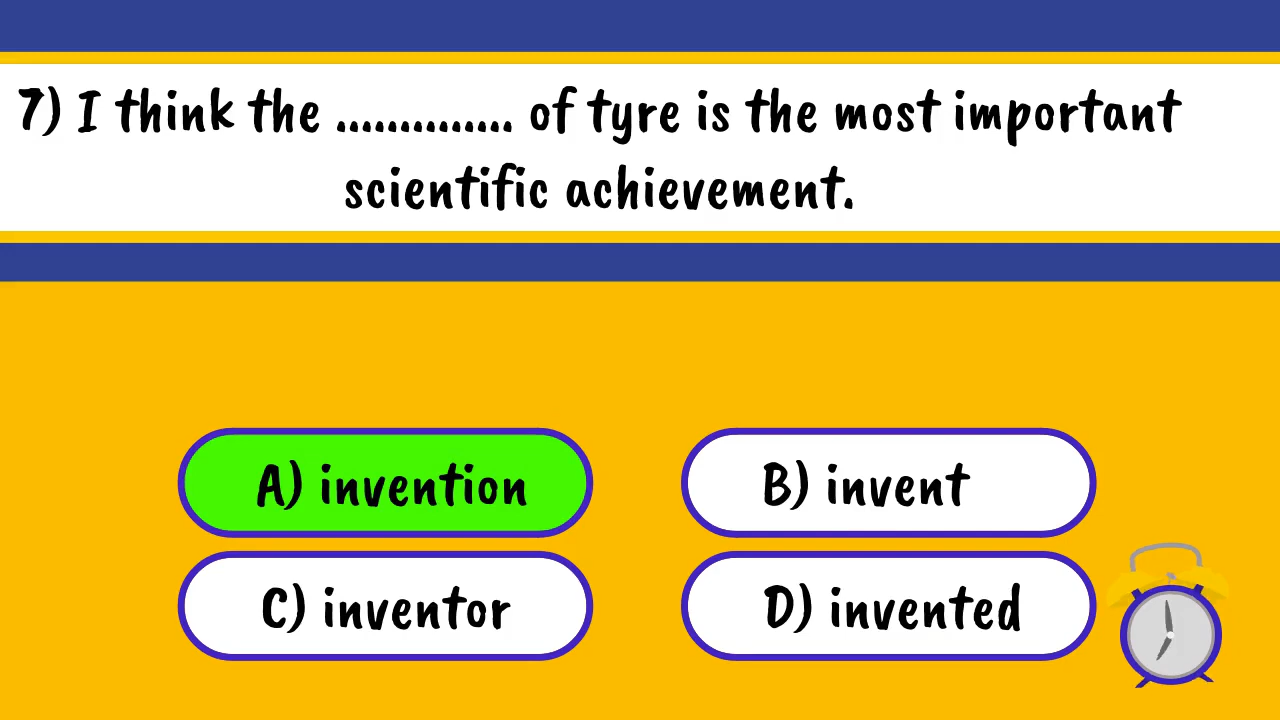 7) I think the .............. of tyre is the most important
scientific achievement.
A) invention
B) invent
C) inventor
D) invented